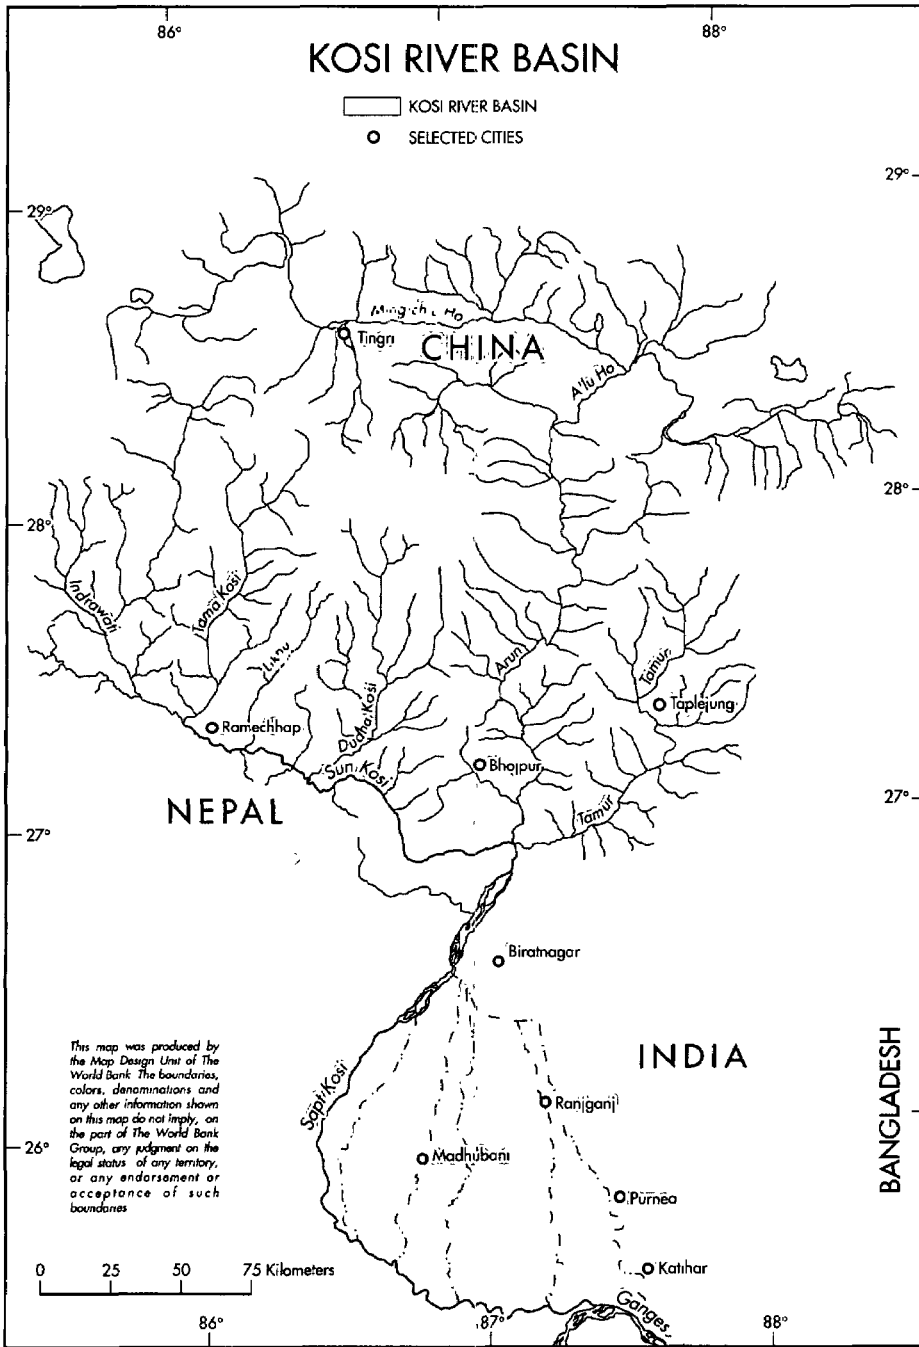 86°
88°
KOSI RIVER BASIN
KOSI RIVER BASIN
SELECTED CITIES
29°
29°
Tingri
CHINA
A'lu Ho
28°
28°
Indrawati
Tama Kosi
Likhu
Dudha Kosi
Arun
Tamur
Taplejung
Ramechhap
Sun Kosi
Bhojpur
NEPAL
Tamur
27°
27°
Biratnagar
This map was produced by
the Map Design Unit of The
World Bank The boundaries,
colors, denominations and
any other information shown
on this map do not imply, on
the part of The World Bank
Group, any judgment on the
legal status of any territory,
or any endorsement or
acceptance of such
boundaries
INDIA
BANGLADESH
Sapti Kosi
Ranjganj
26°
Madhubani
Purnea
0 25 50 75 Kilometers
Katihar
Ganges
86°
87°
88°